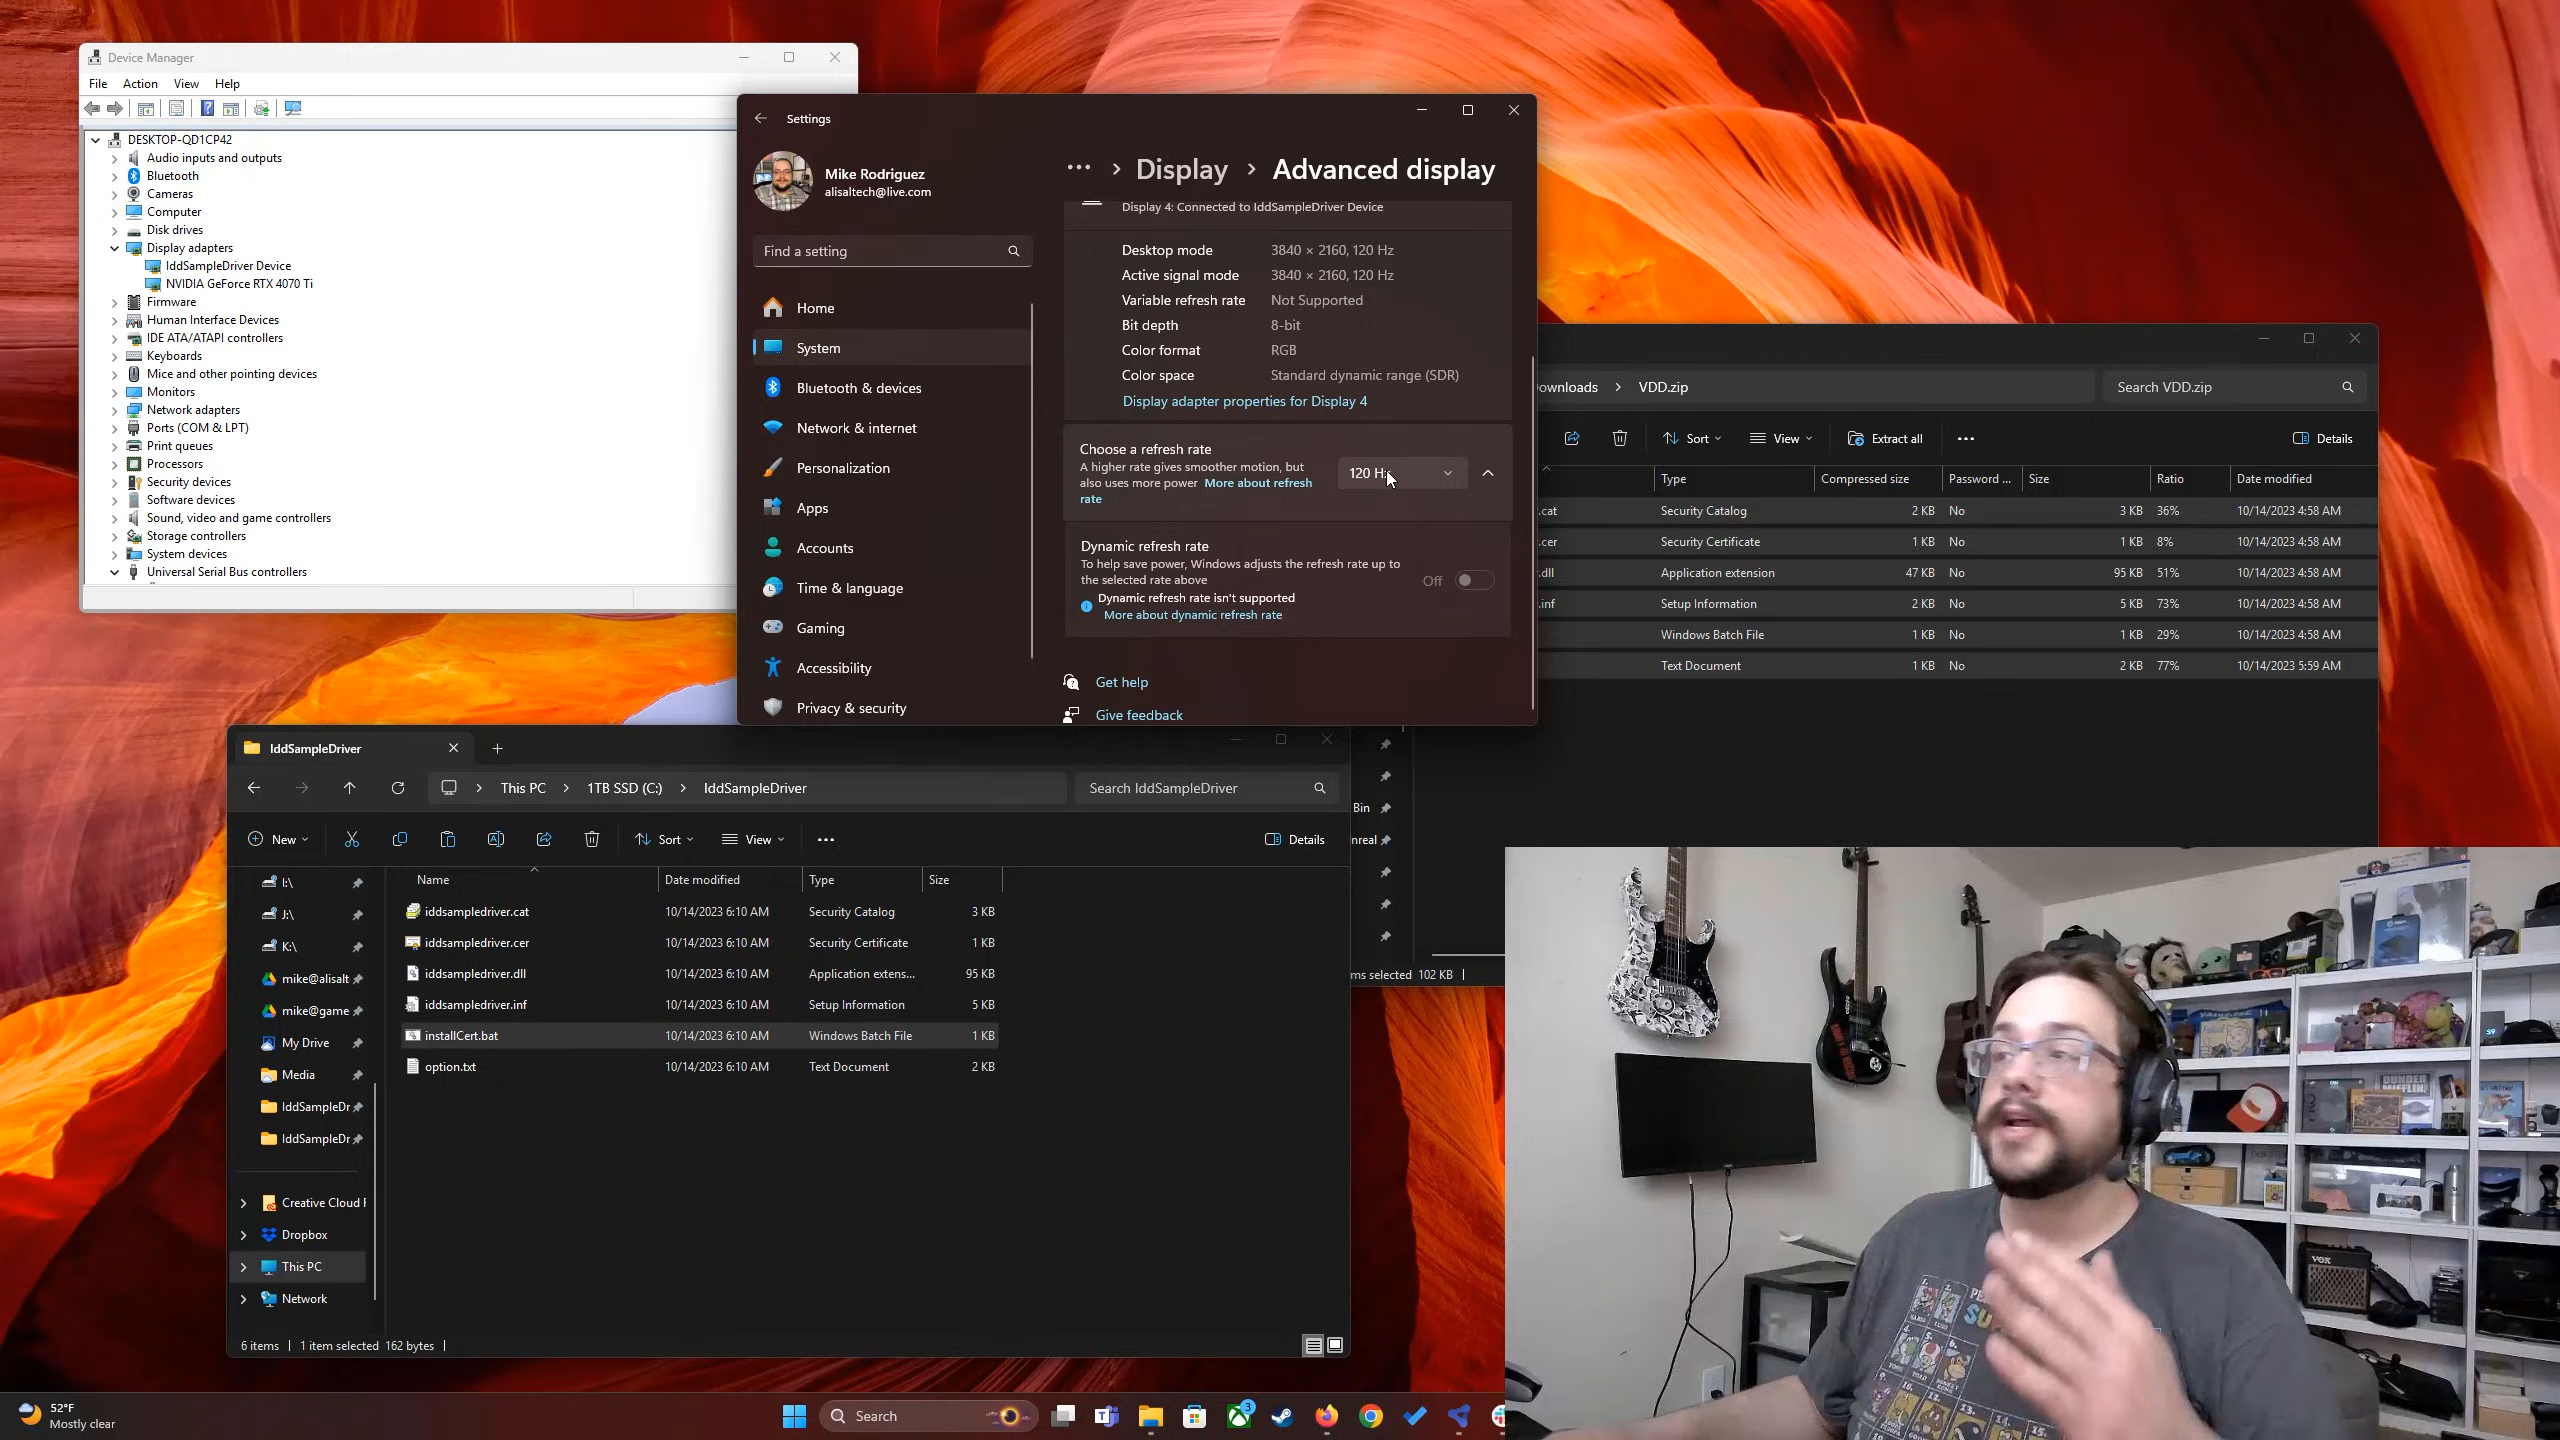 Device Manager
File Action View Help
DESKTOP-QD1CP42
Audio inputs and outputs
Bluetooth
Cameras
Computer
Disk drives
Display adapters
IddSampleDriver Device
NVIDIA GeForce RTX 4070 Ti
Firmware
Human Interface Devices
IDE ATA/ATAPI controllers
Keyboards
Mice and other pointing devices
Monitors
Network adapters
Ports (COM & LPT)
Print queues
Processors
Security devices
Software devices
Sound, video and game controllers
Storage controllers
System devices
Universal Serial Bus controllers
Settings
Mike Rodriguez
alisaltech@live.com
Find a setting
Home
System
Bluetooth & devices
Network & internet
Personalization
Apps
Accounts
Time & language
Gaming
Accessibility
Privacy & security
··· > Display > Advanced display
Display 4: Connected to IddSampleDriver Device
Desktop mode 3840 × 2160, 120 Hz
Active signal mode 3840 × 2160, 120 Hz
Variable refresh rate Not Supported
Bit depth 8-bit
Color format RGB
Color space Standard dynamic range (SDR)
Display adapter properties for Display 4
Choose a refresh rate
A higher rate gives smoother motion, but
also uses more power More about refresh
rate
120 Hz
Dynamic refresh rate
To help save power, Windows adjusts the refresh rate up to
the selected rate above
Off
Dynamic refresh rate isn't supported
More about dynamic refresh rate
Get help
Give feedback
ownloads > VDD.zip
Search VDD.zip
Sort View Extract all ··· Details
Type Compressed size Password ... Size Ratio Date modified
.cat Security Catalog 2 KB No 3 KB 36% 10/14/2023 4:58 AM
.cer Security Certificate 1 KB No 1 KB 8% 10/14/2023 4:58 AM
.dll Application extension 47 KB No 95 KB 51% 10/14/2023 4:58 AM
.inf Setup Information 2 KB No 5 KB 73% 10/14/2023 4:58 AM
Windows Batch File 1 KB No 1 KB 29% 10/14/2023 4:58 AM
Text Document 1 KB No 2 KB 77% 10/14/2023 5:59 AM
Bin
nreal
ms selected 102 KB
IddSampleDriver
This PC > 1TB SSD (C:) > IddSampleDriver
Search IddSampleDriver
New Sort View ··· Details
Name Date modified Type Size
iddsampledriver.cat 10/14/2023 6:10 AM Security Catalog 3 KB
iddsampledriver.cer 10/14/2023 6:10 AM Security Certificate 1 KB
iddsampledriver.dll 10/14/2023 6:10 AM Application extens... 95 KB
iddsampledriver.inf 10/14/2023 6:10 AM Setup Information 5 KB
installCert.bat 10/14/2023 6:10 AM Windows Batch File 1 KB
option.txt 10/14/2023 6:10 AM Text Document 2 KB
I:\
J:\
K:\
mike@alisalt
mike@game
My Drive
Media
IddSampleDr
IddSampleDr
Creative Cloud F
Dropbox
This PC
Network
6 items 1 item selected 162 bytes
DUNDER
MIFFLIN
VOX
52°F
Mostly clear
Search
3